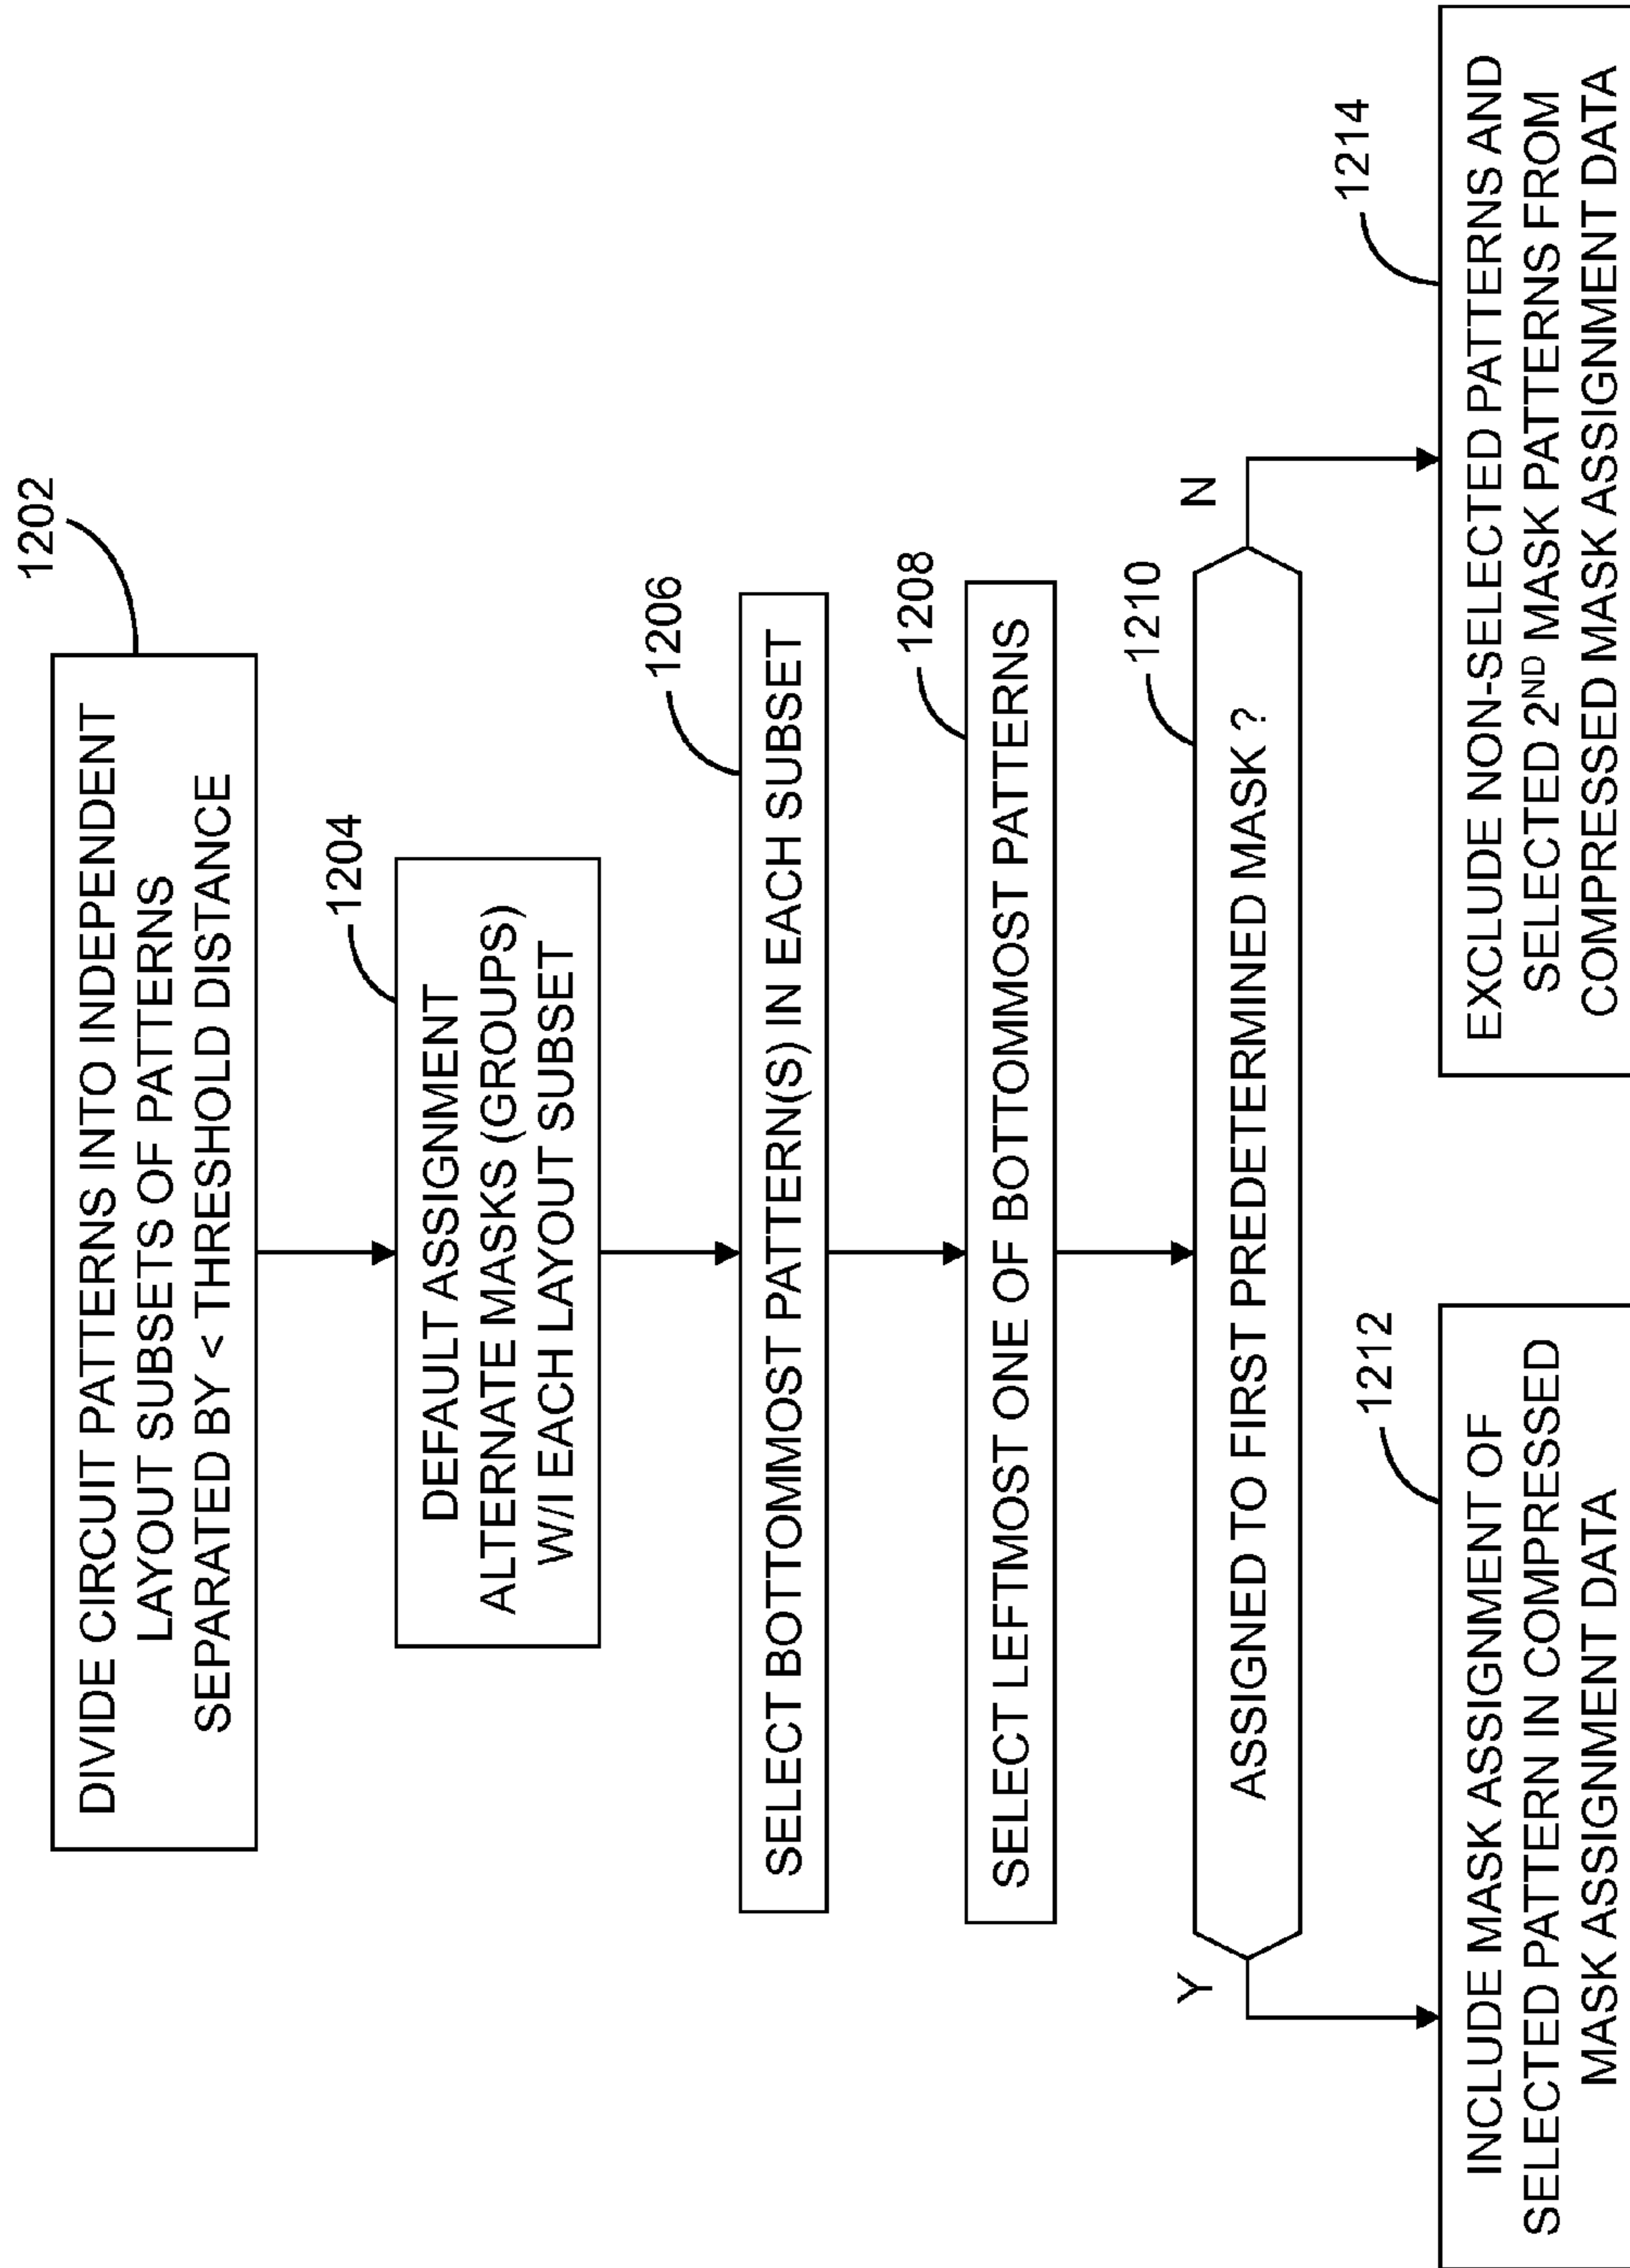 1202
DIVIDE CIRCUIT PATTERNS INTO INDEPENDENT
LAYOUT SUBSETS OF PATTERNS
SEPARATED BY < THRESHOLD DISTANCE
1204
DEFAULT ASSIGNMENT
ALTERNATE MASKS (GROUPS)
W/I EACH LAYOUT SUBSET
1206
SELECT BOTTOMMOST PATTERN(S) IN EACH SUBSET
1208
SELECT LEFTMOST ONE OF BOTTOMMOST PATTERNS
1210
ASSIGNED TO FIRST PREDETERMINED MASK ?
Y
N
1212
INCLUDE MASK ASSIGNMENT OF
SELECTED PATTERN IN COMPRESSED
MASK ASSIGNMENT DATA
1214
EXCLUDE NON-SELECTED PATTERNS AND
SELECTED 2ND MASK PATTERNS FROM
COMPRESSED MASK ASSIGNMENT DATA